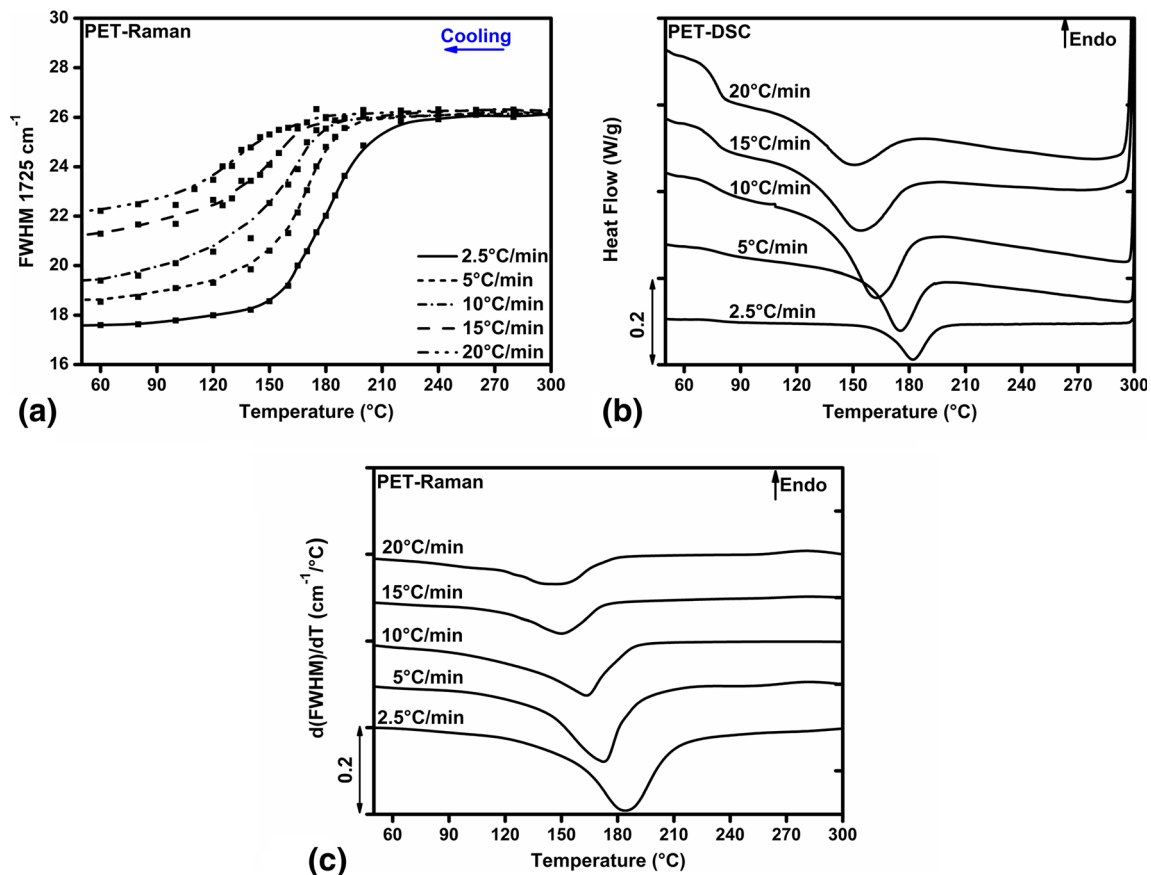 PET-Raman
Cooling
30
28
26
24
22
20
18
16
FWHM 1725 cm⁻¹
2.5°C/min
5°C/min
10°C/min
15°C/min
20°C/min
60 90 120 150 180 210 240 270 300
Temperature (°C)
(a)
PET-DSC
Endo
Heat Flow (W/g)
0.2
20°C/min
15°C/min
10°C/min
5°C/min
2.5°C/min
60 90 120 150 180 210 240 270 300
Temperature (°C)
(b)
PET-Raman
Endo
d(FWHM)/dT (cm⁻¹/°C)
0.2
20°C/min
15°C/min
10°C/min
5°C/min
2.5°C/min
60 90 120 150 180 210 240 270 300
Temperature (°C)
(c)